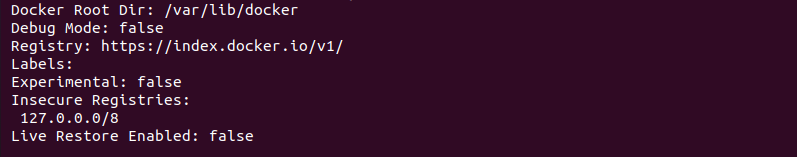 Docker Root Dir: /var/lib/docker
Debug Mode: false
Registry: https://index.docker.io/v1/
Labels:
Experimental: false
Insecure Registries:
 127.0.0.0/8
Live Restore Enabled: false